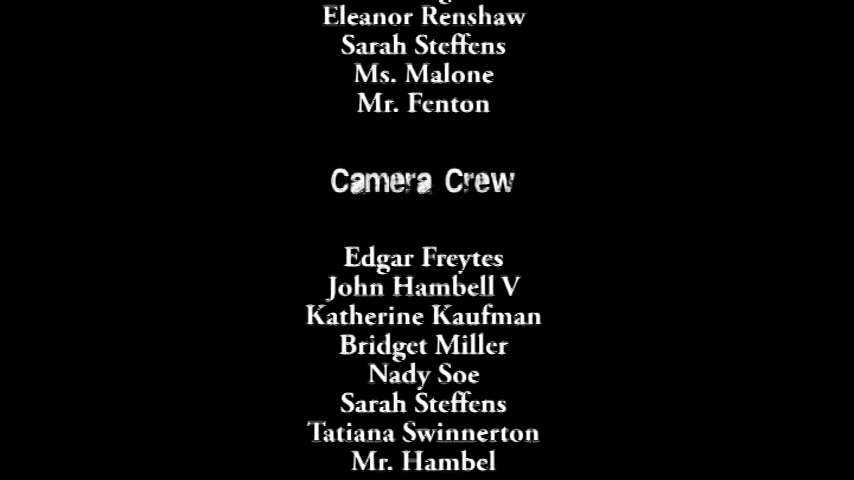 Eleanor Renshaw
Sarah Steffens
Ms. Malone
Mr. Fenton
Camera Crew
Edgar Freytes
John Hambell V
Katherine Kaufman
Bridget Miller
Nady Soe
Sarah Steffens
Tatiana Swinnerton
Mr. Hambel